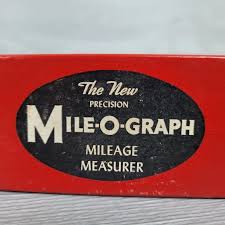 The New
PRECISION
MILE-O-GRAPH
MILEAGE
MEASURER